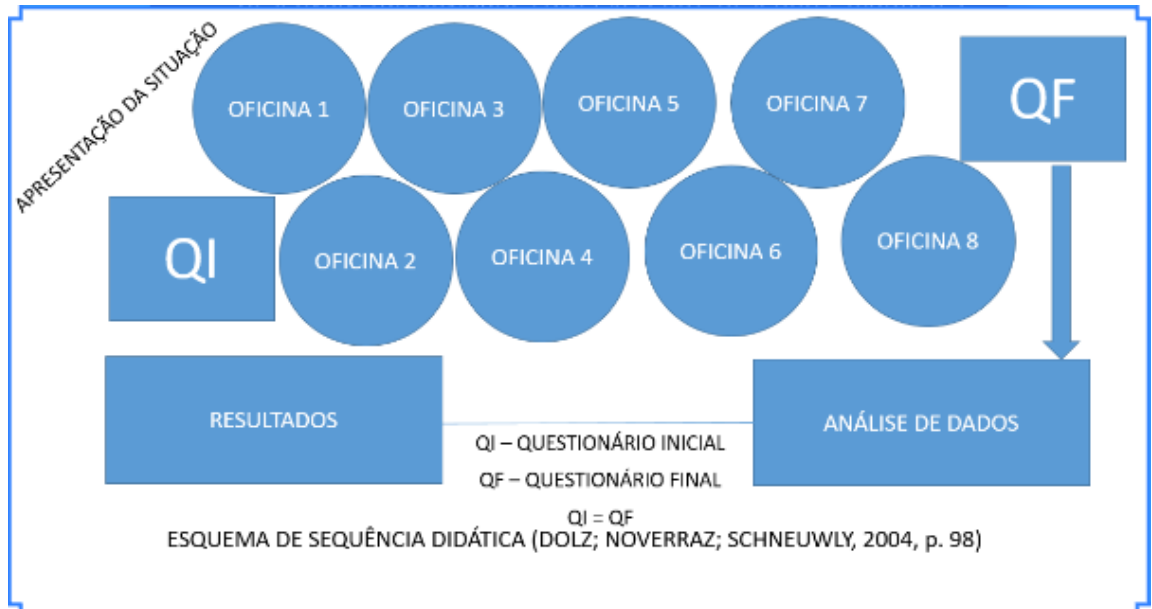 APRESENTAÇÃO DA SITUAÇÃO
OFICINA 1
OFICINA 3
OFICINA 5
OFICINA 7
QF
QI
OFICINA 2
OFICINA 4
OFICINA 6
OFICINA 8
RESULTADOS
ANÁLISE DE DADOS
QI – QUESTIONÁRIO INICIAL
QF – QUESTIONÁRIO FINAL
QI = QF
ESQUEMA DE SEQUÊNCIA DIDÁTICA (DOLZ; NOVERRAZ; SCHNEUWLY, 2004, p. 98)